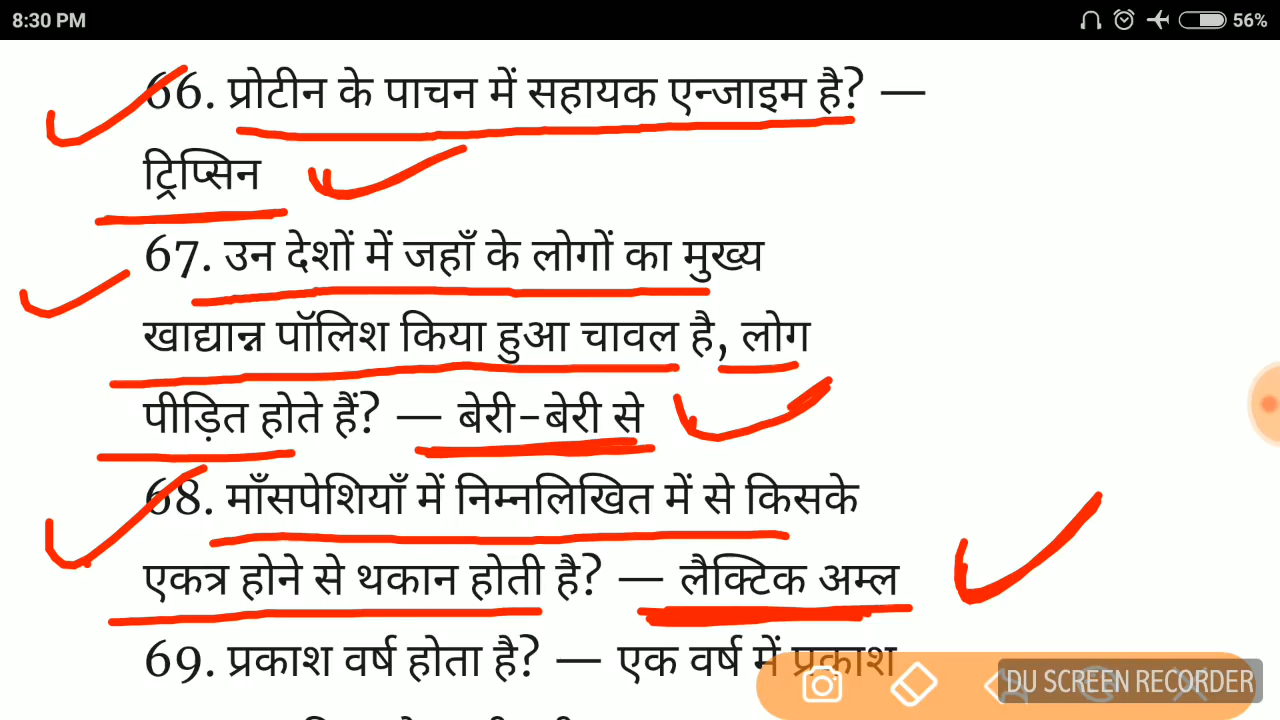 8:30 PM 56%
66. प्रोटीन के पाचन में सहायक एन्जाइम है? —
ट्रिप्सिन
67. उन देशों में जहाँ के लोगों का मुख्य
खाद्यान्न पॉलिश किया हुआ चावल है, लोग
पीड़ित होते हैं? — बेरी-बेरी से
68. माँसपेशियाँ में निम्नलिखित में से किसके
एकत्र होने से थकान होती है? — लैक्टिक अम्ल
69. प्रकाश वर्ष होता है? — एक वर्ष में प्रकाश
DU SCREEN RECORDER